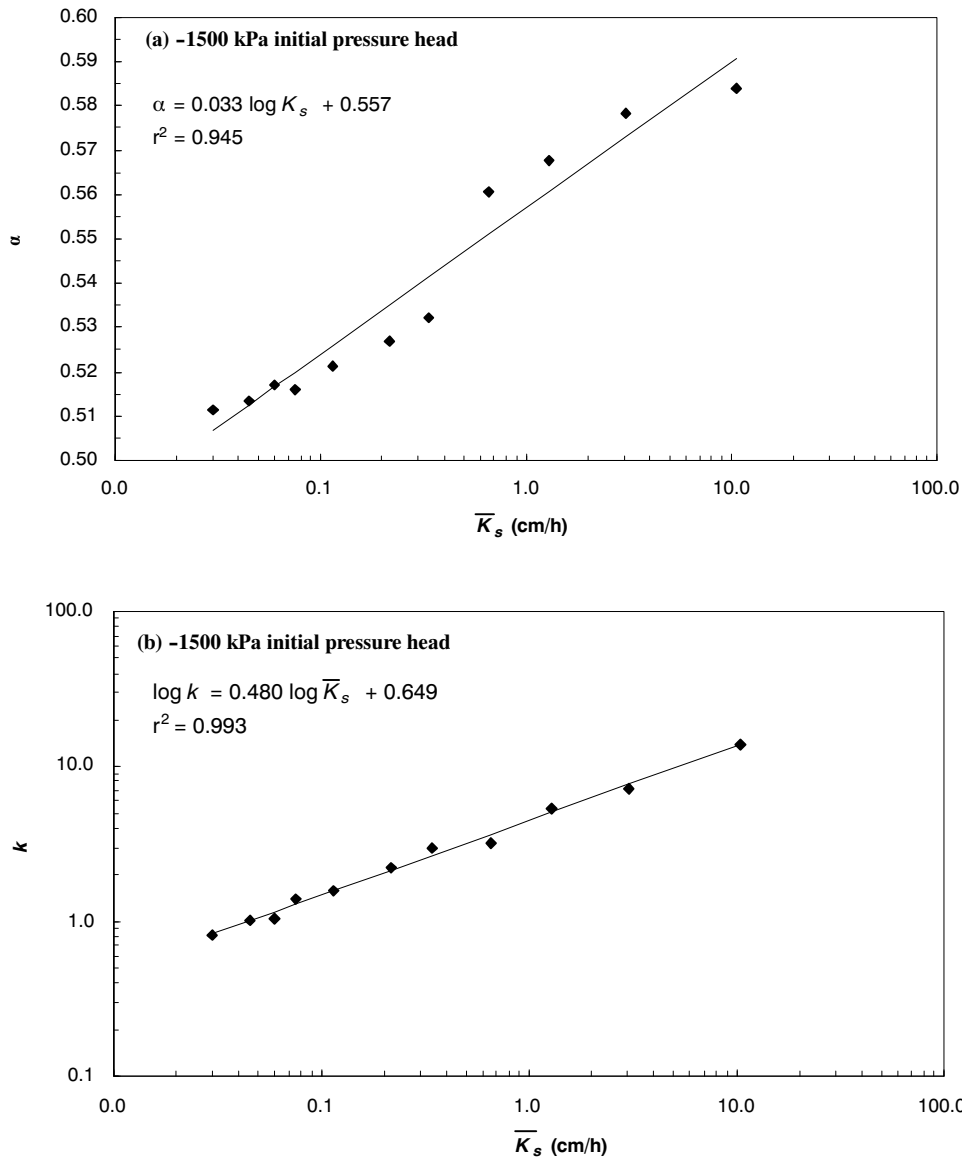 (a) -1500 kPa initial pressure head
α = 0.033 log K s + 0.557
r² = 0.945
0.60
0.59
0.58
0.57
0.56
0.55
0.54
0.53
0.52
0.51
0.50
α
0.0 0.1 1.0 10.0 100.0
K̅ s (cm/h)
(b) -1500 kPa initial pressure head
log k = 0.480 log K̅ s + 0.649
r² = 0.993
100.0
10.0
1.0
0.1
k
0.0 0.1 1.0 10.0 100.0
K̅ s (cm/h)